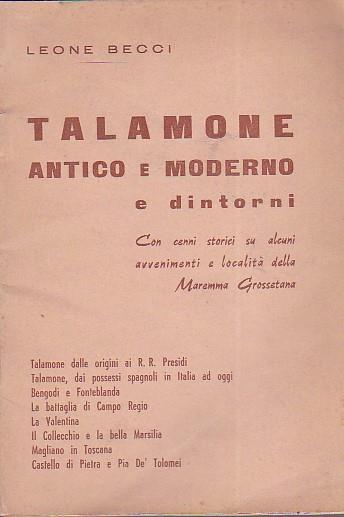 LEONE BECCI
TALAMONE
ANTICO E MODERNO
e dintorni
Con cenni storici su alcuni
avvenimenti e località della
Maremma Grossetana
Talamone dalle origini ai R. R. Presidi
Talamone, dai possessi spagnoli in Italia ad oggi
Bengodi e Fonteblanda
La battaglia di Campo Regio
La Valentina
Il Collecchio e la bella Marsilia
Magliano in Toscana
Castello di Pietra e Pia De' Tolomei